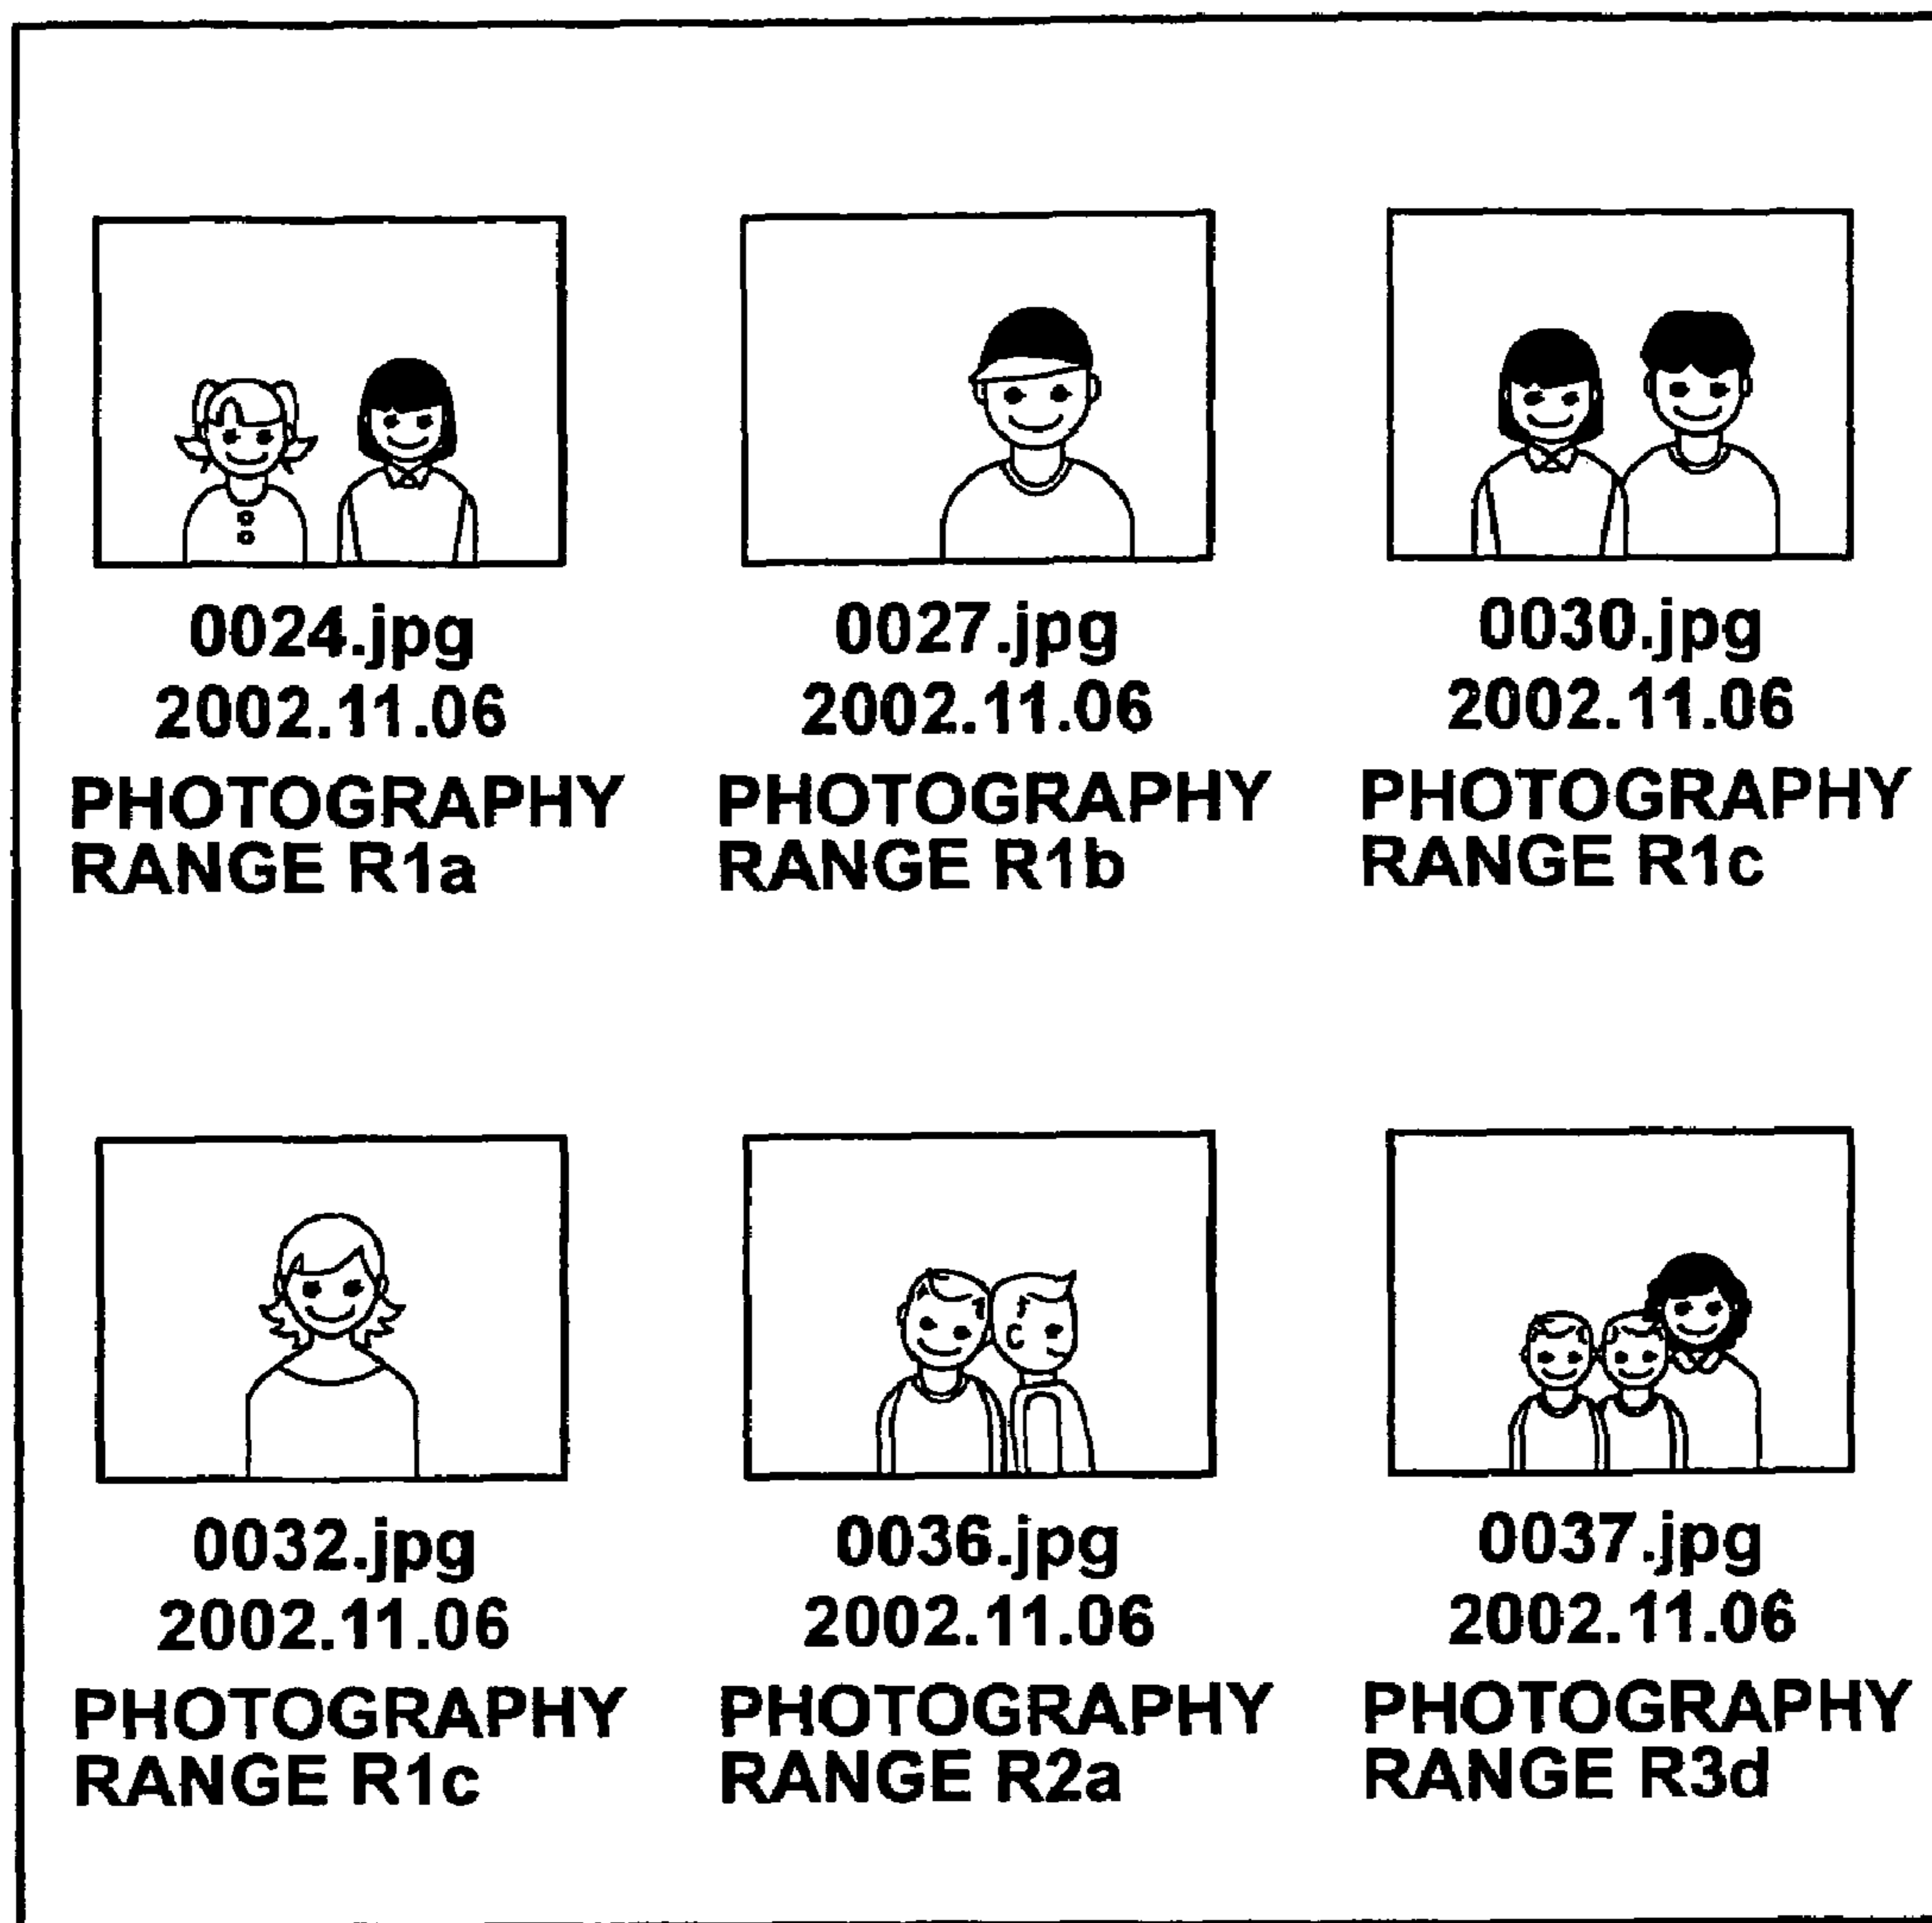 0024.jpg
2002.11.06
PHOTOGRAPHY
RANGE R1a
0027.jpg
2002.11.06
PHOTOGRAPHY
RANGE R1b
0030.jpg
2002.11.06
PHOTOGRAPHY
RANGE R1c
0032.jpg
2002.11.06
PHOTOGRAPHY
RANGE R1c
0036.jpg
2002.11.06
PHOTOGRAPHY
RANGE R2a
0037.jpg
2002.11.06
PHOTOGRAPHY
RANGE R3d